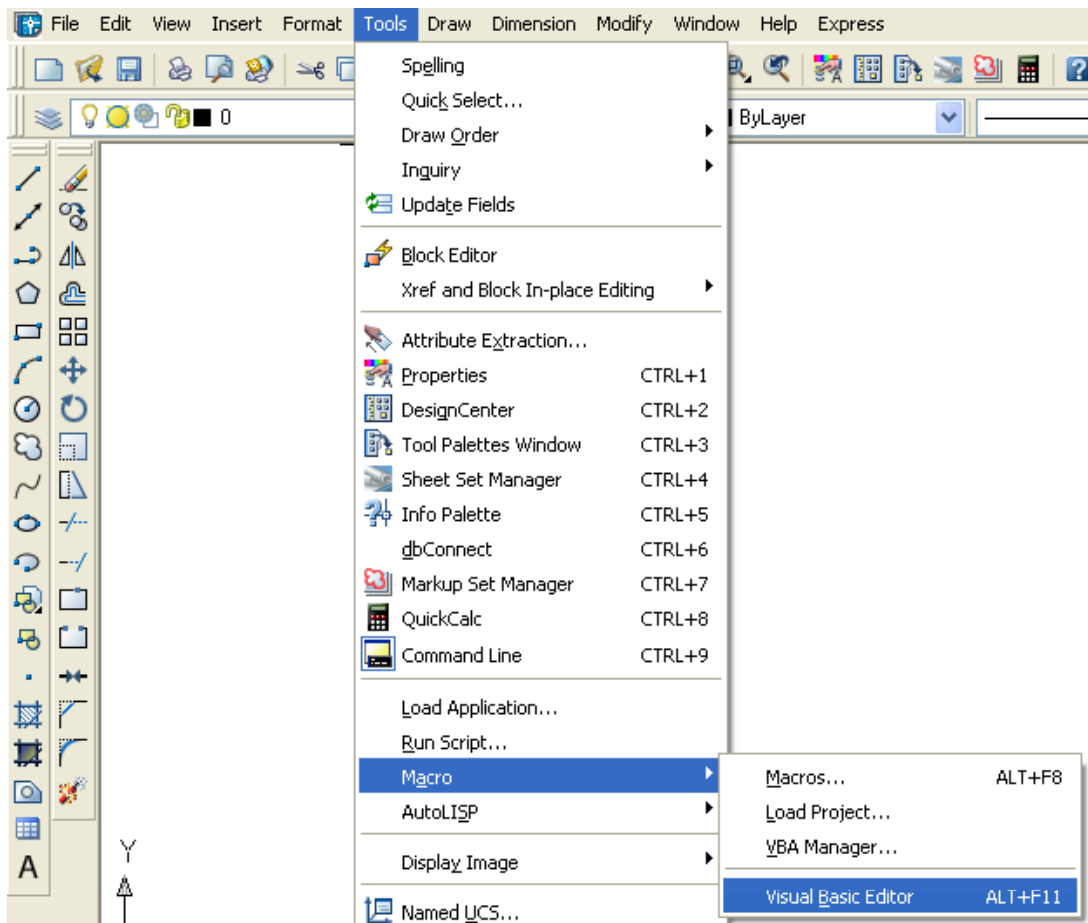 File Edit View Insert Format Tools Draw Dimension Modify Window Help Express
0
ByLayer
Spelling
Quick Select...
Draw Order
Inquiry
Update Fields
Block Editor
Xref and Block In-place Editing
Attribute Extraction...
Properties CTRL+1
DesignCenter CTRL+2
Tool Palettes Window CTRL+3
Sheet Set Manager CTRL+4
Info Palette CTRL+5
dbConnect CTRL+6
Markup Set Manager CTRL+7
QuickCalc CTRL+8
Command Line CTRL+9
Load Application...
Run Script...
Macro
AutoLISP
Display Image
Named UCS...
Macros... ALT+F8
Load Project...
VBA Manager...
Visual Basic Editor ALT+F11
A
Y